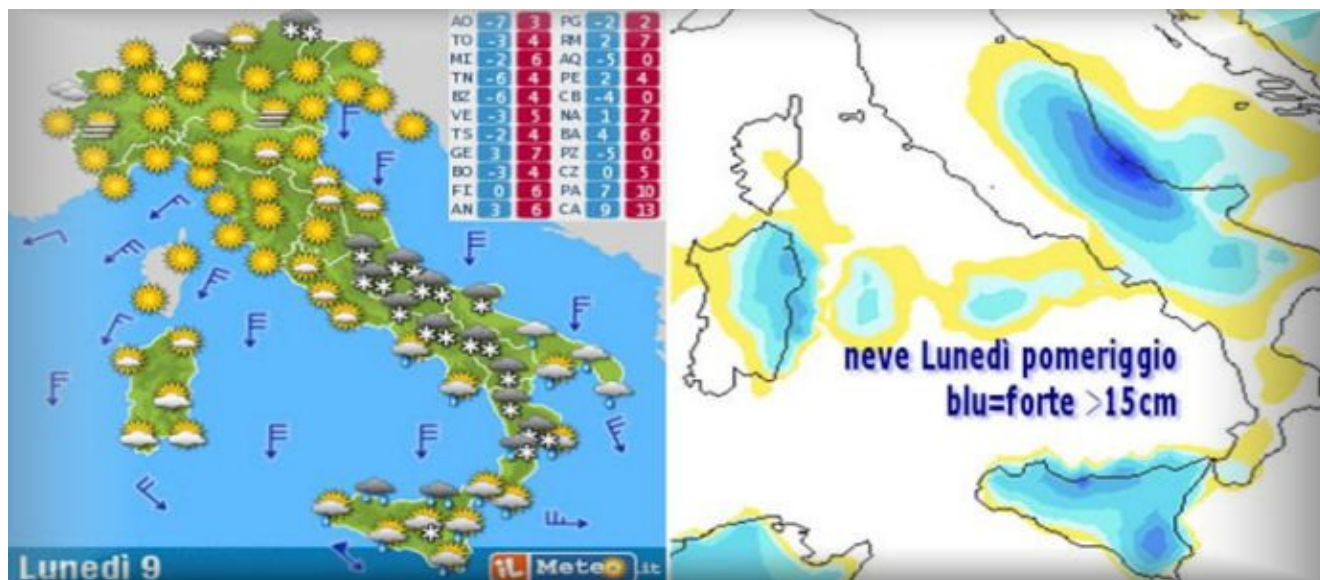 AO -7 3 PG -2 2
TO -3 4 RM 2 7
MI -2 6 AQ -5 0
TN -6 4 PE 2 4
BZ -6 4 CB -4 0
VE -3 5 NA 1 7
TS -2 4 BA 4 6
GE 3 7 PZ -5 0
BO -3 4 CZ 0 5
FI 0 6 PA 7 10
AN 3 6 CA 9 13
Lunedì 9
iL Meteo.it
neve Lunedì pomeriggio
blu=forte >15cm